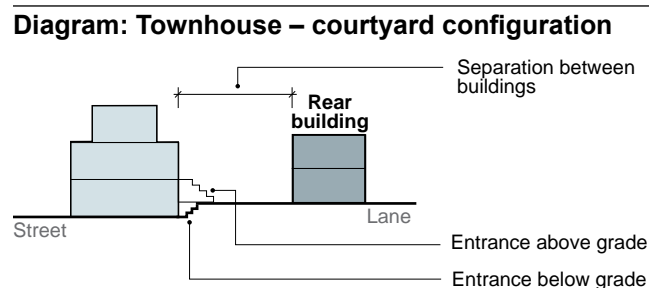 Diagram: Townhouse – courtyard configuration
Separation between
buildings
Rear
building
Street
Lane
Entrance above grade
Entrance below grade